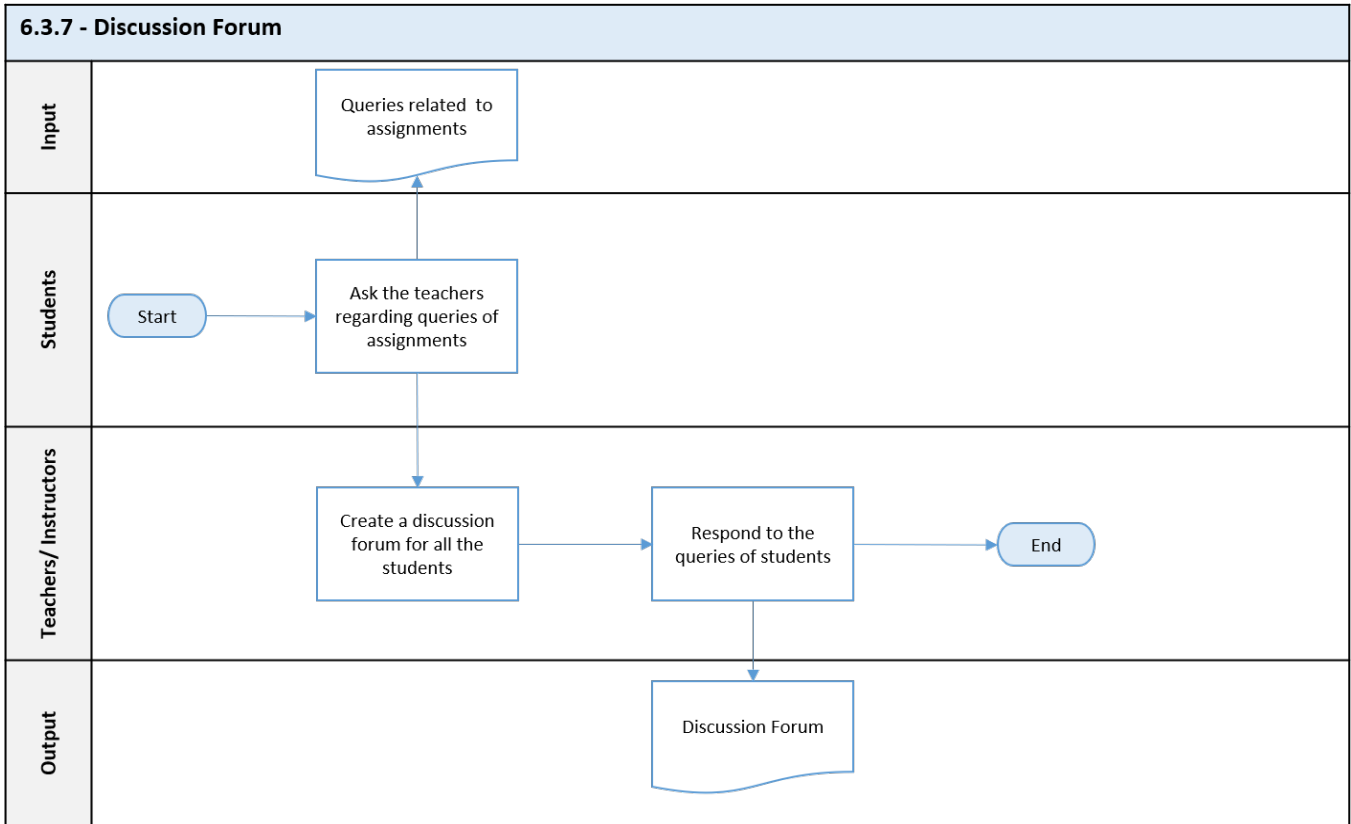 6.3.7 - Discussion Forum
Input
Queries related  to
assignments
Students
Start
Ask the teachers
regarding queries of
assignments
Teachers/ Instructors
Create a discussion
forum for all the
students
Respond to the
queries of students
End
Output
Discussion Forum